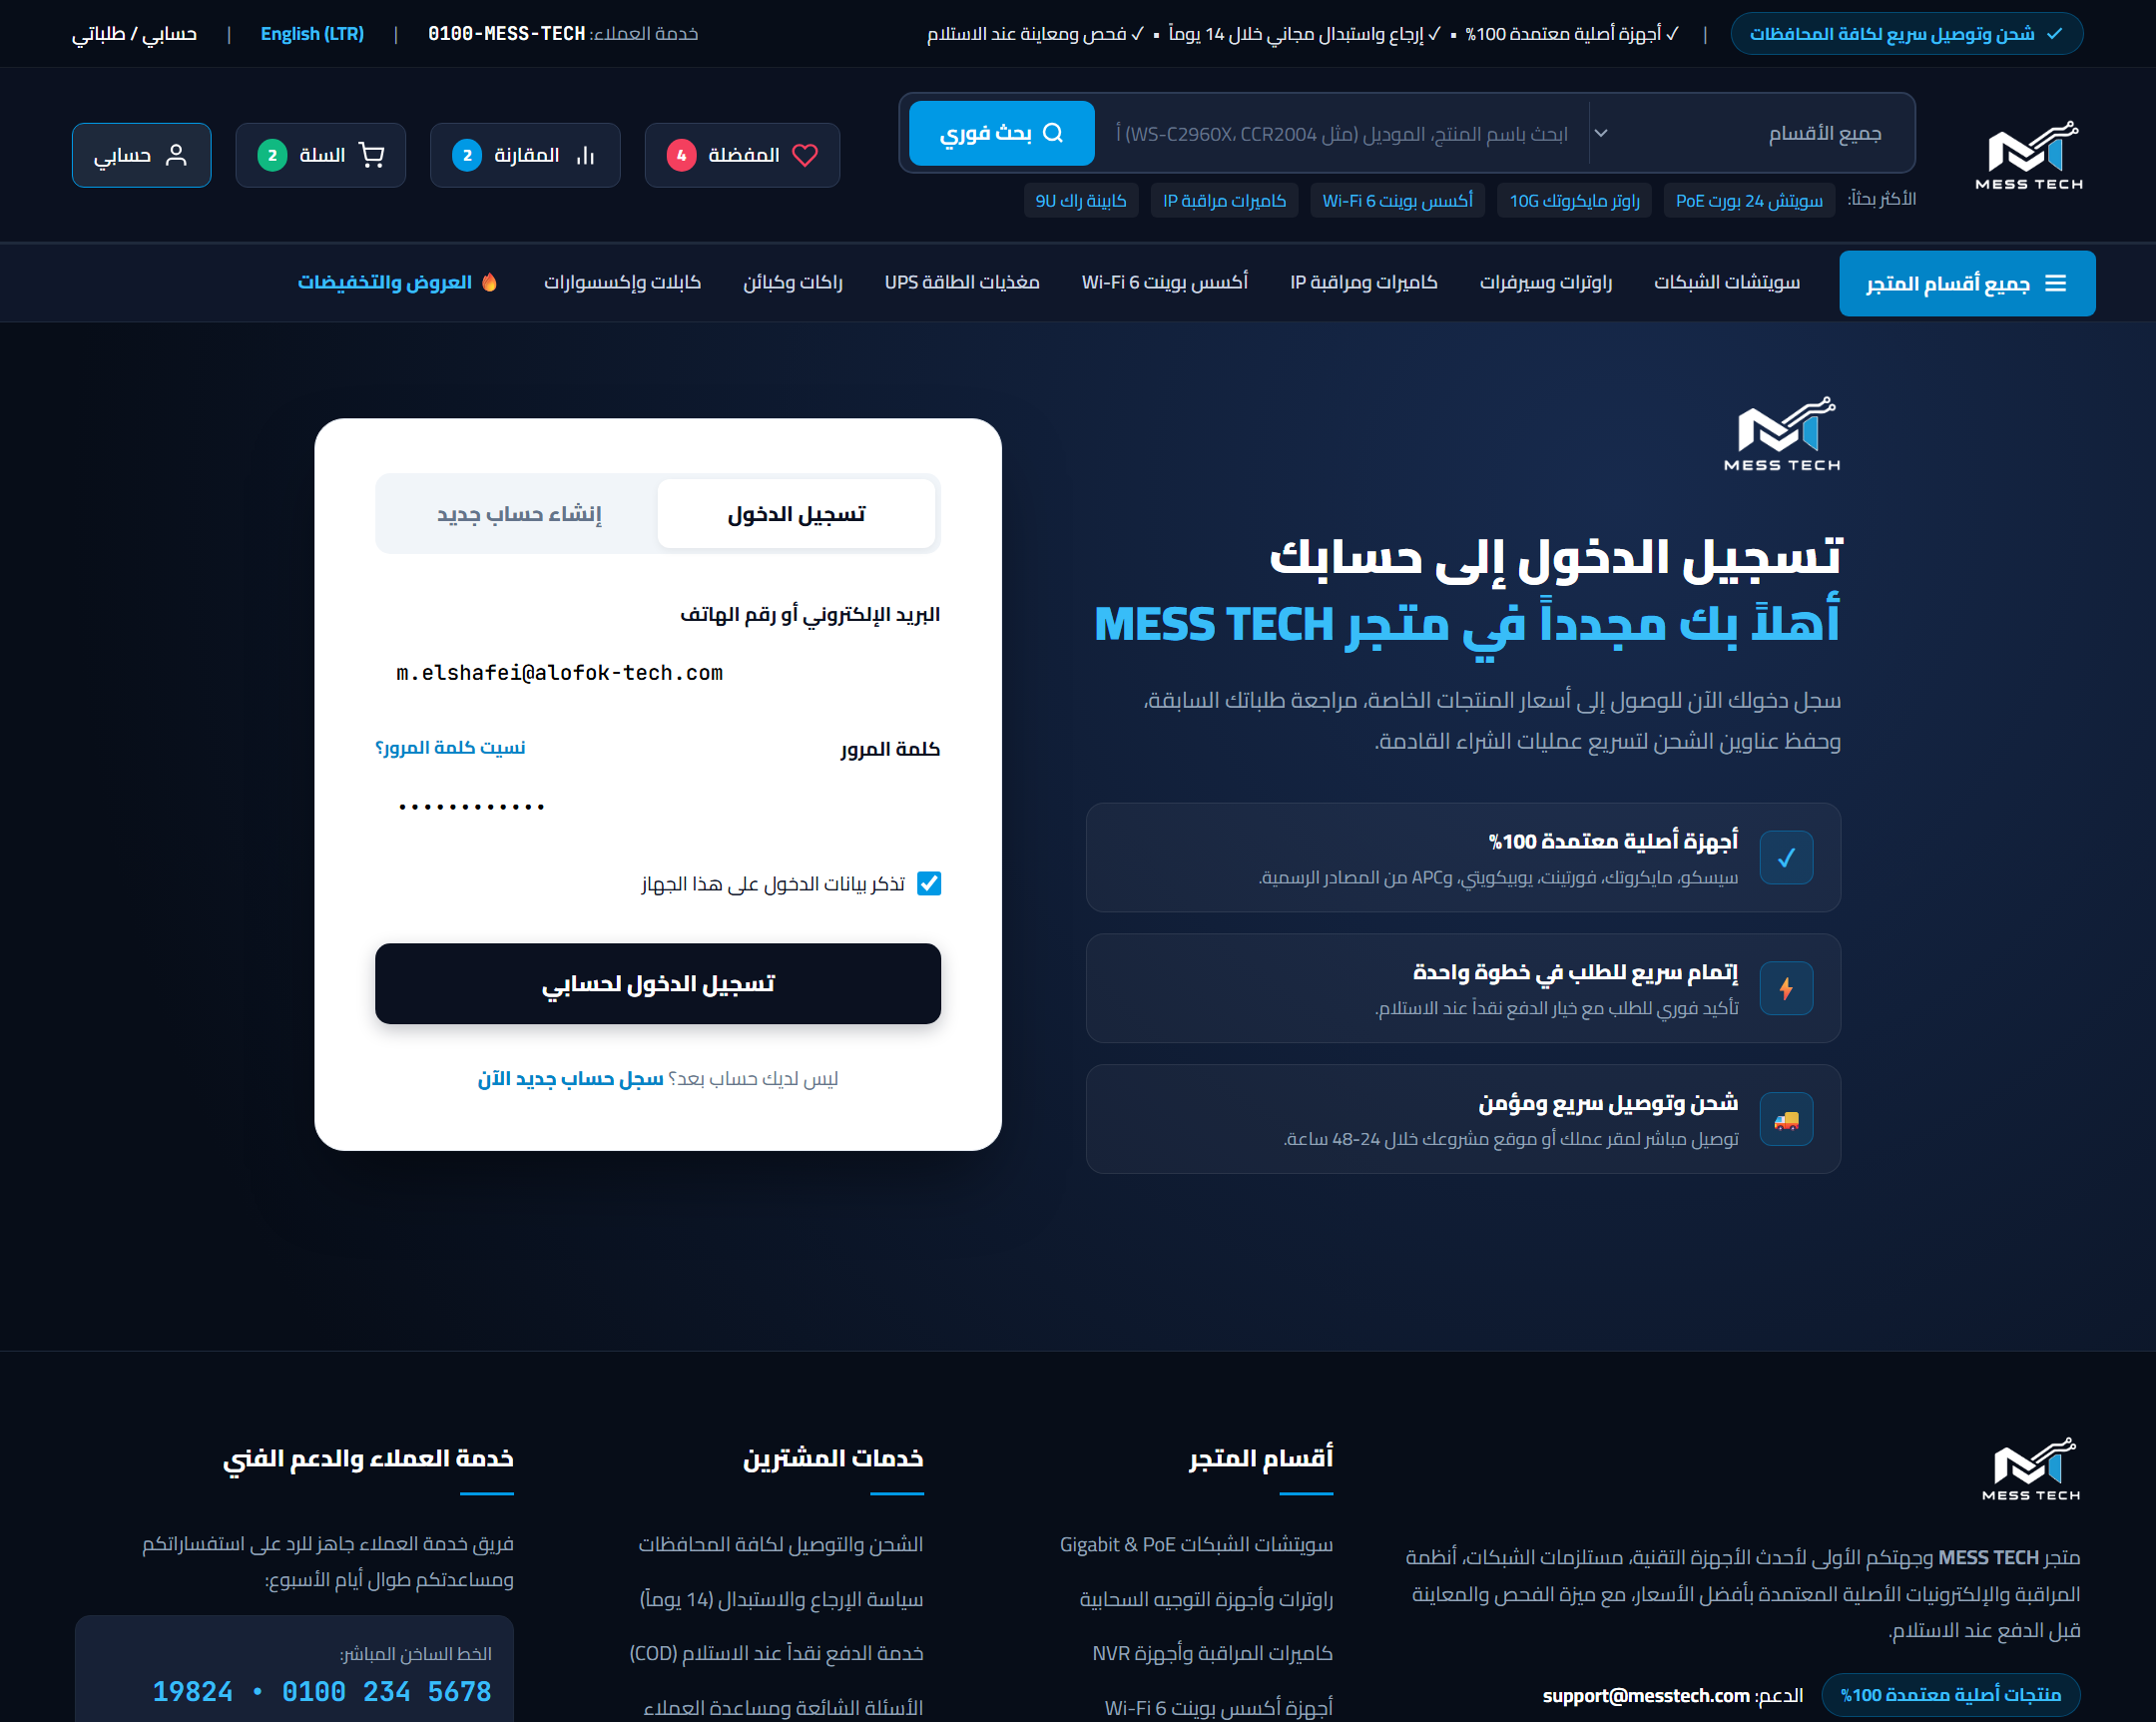 شحن وتوصيل سريع لكافة المحافظات
✓ أجهزة أصلية معتمدة 100% • ✓ إرجاع واستبدال مجاني خلال 14 يوماً • ✓ فحص ومعاينة عند الاستلام
خدمة العملاء: 0100-MESS-TECH
English (LTR)
حسابي / طلباتي
MESS TECH
جميع الأقسام
ابحث باسم المنتج، الموديل (مثل WS-C2960X، CCR2004) أ
بحث فوري
المفضلة 4
المقارنة 2
السلة 2
حسابي
الأكثر بحثاً:
سويتش 24 بورت PoE
راوتر مايكروتك 10G
أكسس بوينت Wi-Fi 6
كاميرات مراقبة IP
كابينة راك 9U
جميع أقسام المتجر
سويتشات الشبكات
راوترات وسيرفرات
كاميرات ومراقبة IP
أكسس بوينت Wi-Fi 6
مغذيات الطاقة UPS
راكات وكبائن
كابلات وإكسسوارات
العروض والتخفيضات
MESS TECH
تسجيل الدخول إلى حسابك
أهلاً بك مجدداً في متجر MESS TECH
سجل دخولك الآن للوصول إلى أسعار المنتجات الخاصة، مراجعة طلباتك السابقة،
وحفظ عناوين الشحن لتسريع عمليات الشراء القادمة.
أجهزة أصلية معتمدة 100%
سيسكو، مايكروتك، فورتينت، يوبيكويتي، وAPC من المصادر الرسمية.
إتمام سريع للطلب في خطوة واحدة
تأكيد فوري للطلب مع خيار الدفع نقداً عند الاستلام.
شحن وتوصيل سريع ومؤمن
توصيل مباشر لمقر عملك أو موقع مشروعك خلال 24-48 ساعة.
تسجيل الدخول
إنشاء حساب جديد
البريد الإلكتروني أو رقم الهاتف
m.elshafei@alofok-tech.com
كلمة المرور
نسيت كلمة المرور؟
••••••••••••
تذكر بيانات الدخول على هذا الجهاز
تسجيل الدخول لحسابي
ليس لديك حساب بعد؟ سجل حساب جديد الآن
MESS TECH
متجر MESS TECH وجهتكم الأولى لأحدث الأجهزة التقنية، مستلزمات الشبكات، أنظمة
المراقبة والإلكترونيات الأصلية المعتمدة بأفضل الأسعار، مع ميزة الفحص والمعاينة
قبل الدفع عند الاستلام.
منتجات أصلية معتمدة 100%
الدعم: support@messtech.com
أقسام المتجر
سويتشات الشبكات Gigabit & PoE
راوترات وأجهزة التوجيه السحابية
كاميرات المراقبة وأجهزة NVR
أجهزة أكسس بوينت Wi-Fi 6
خدمات المشترين
الشحن والتوصيل لكافة المحافظات
سياسة الإرجاع والاستبدال (14 يوماً)
خدمة الدفع نقداً عند الاستلام (COD)
الأسئلة الشائعة ومساعدة العملاء
خدمة العملاء والدعم الفني
فريق خدمة العملاء جاهز للرد على استفساراتكم
ومساعدتكم طوال أيام الأسبوع:
الخط الساخن المباشر:
19824 • 0100 234 5678